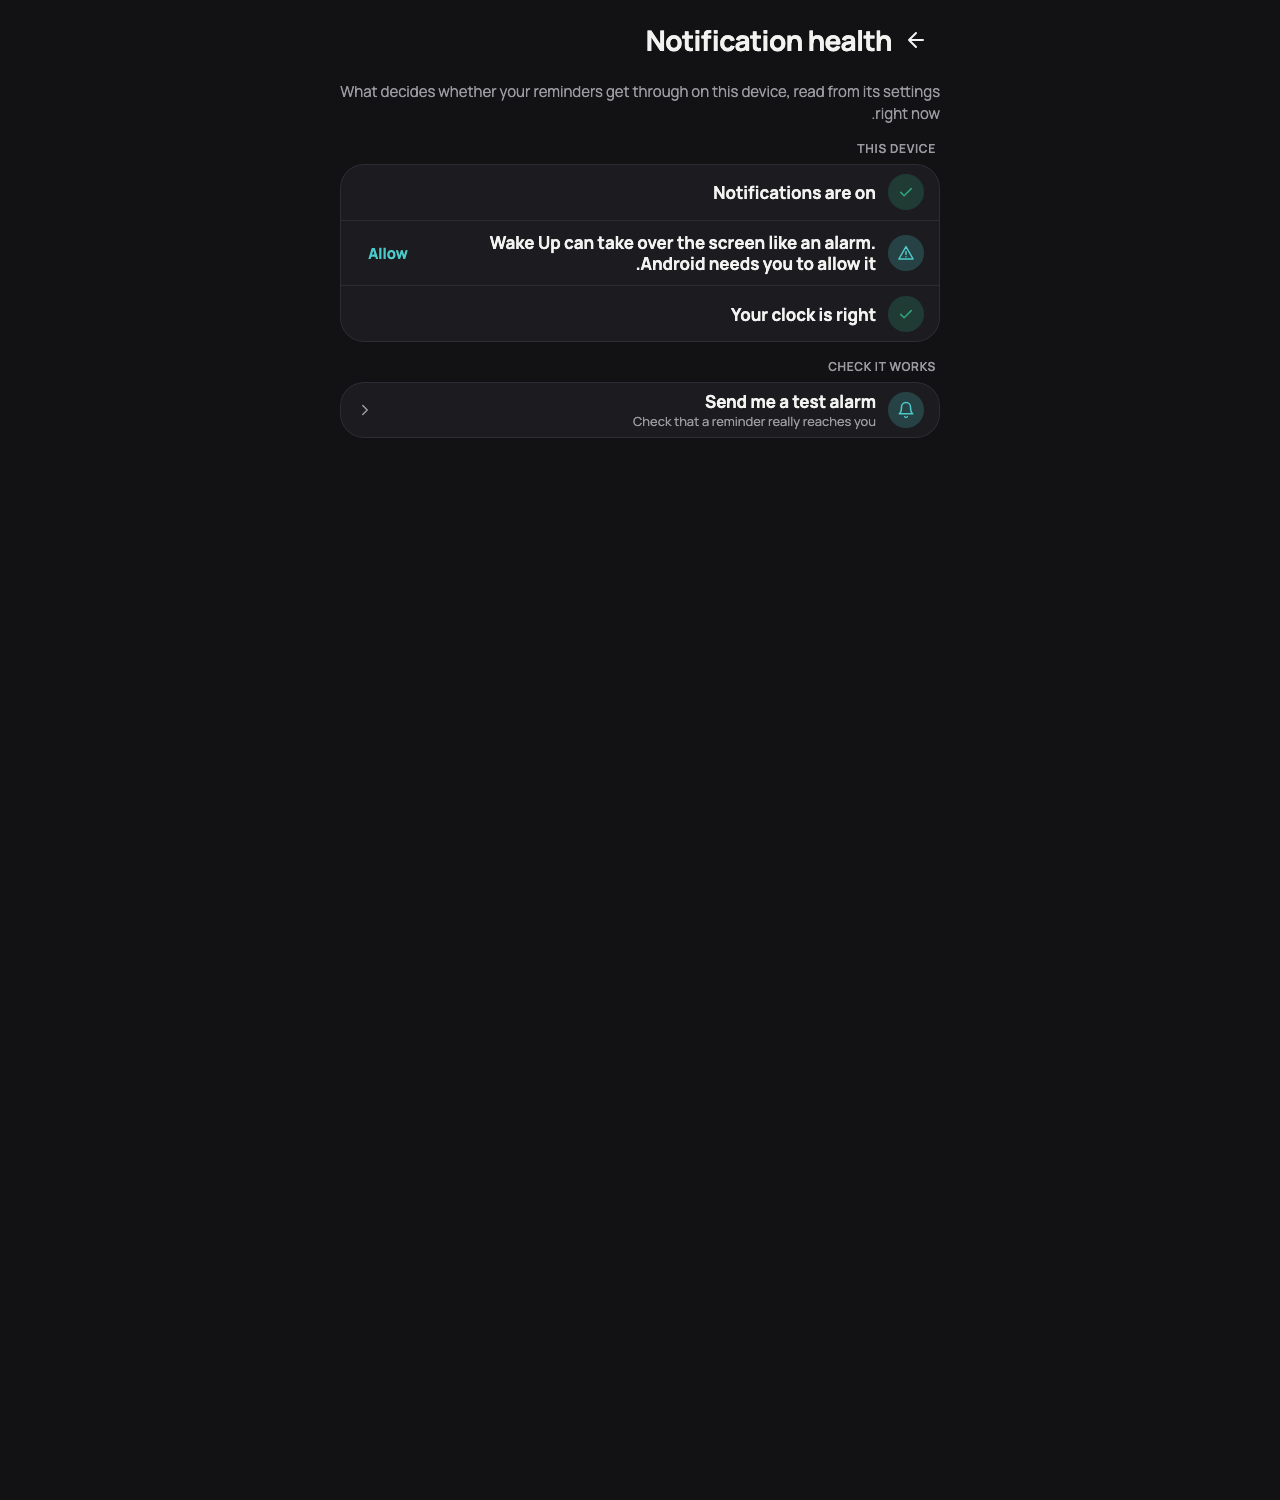 Notification health
What decides whether your reminders get through on this device, read from its settings
.right now
THIS DEVICE
Notifications are on
Wake Up can take over the screen like an alarm.
.Android needs you to allow it
Allow
Your clock is right
CHECK IT WORKS
Send me a test alarm
Check that a reminder really reaches you